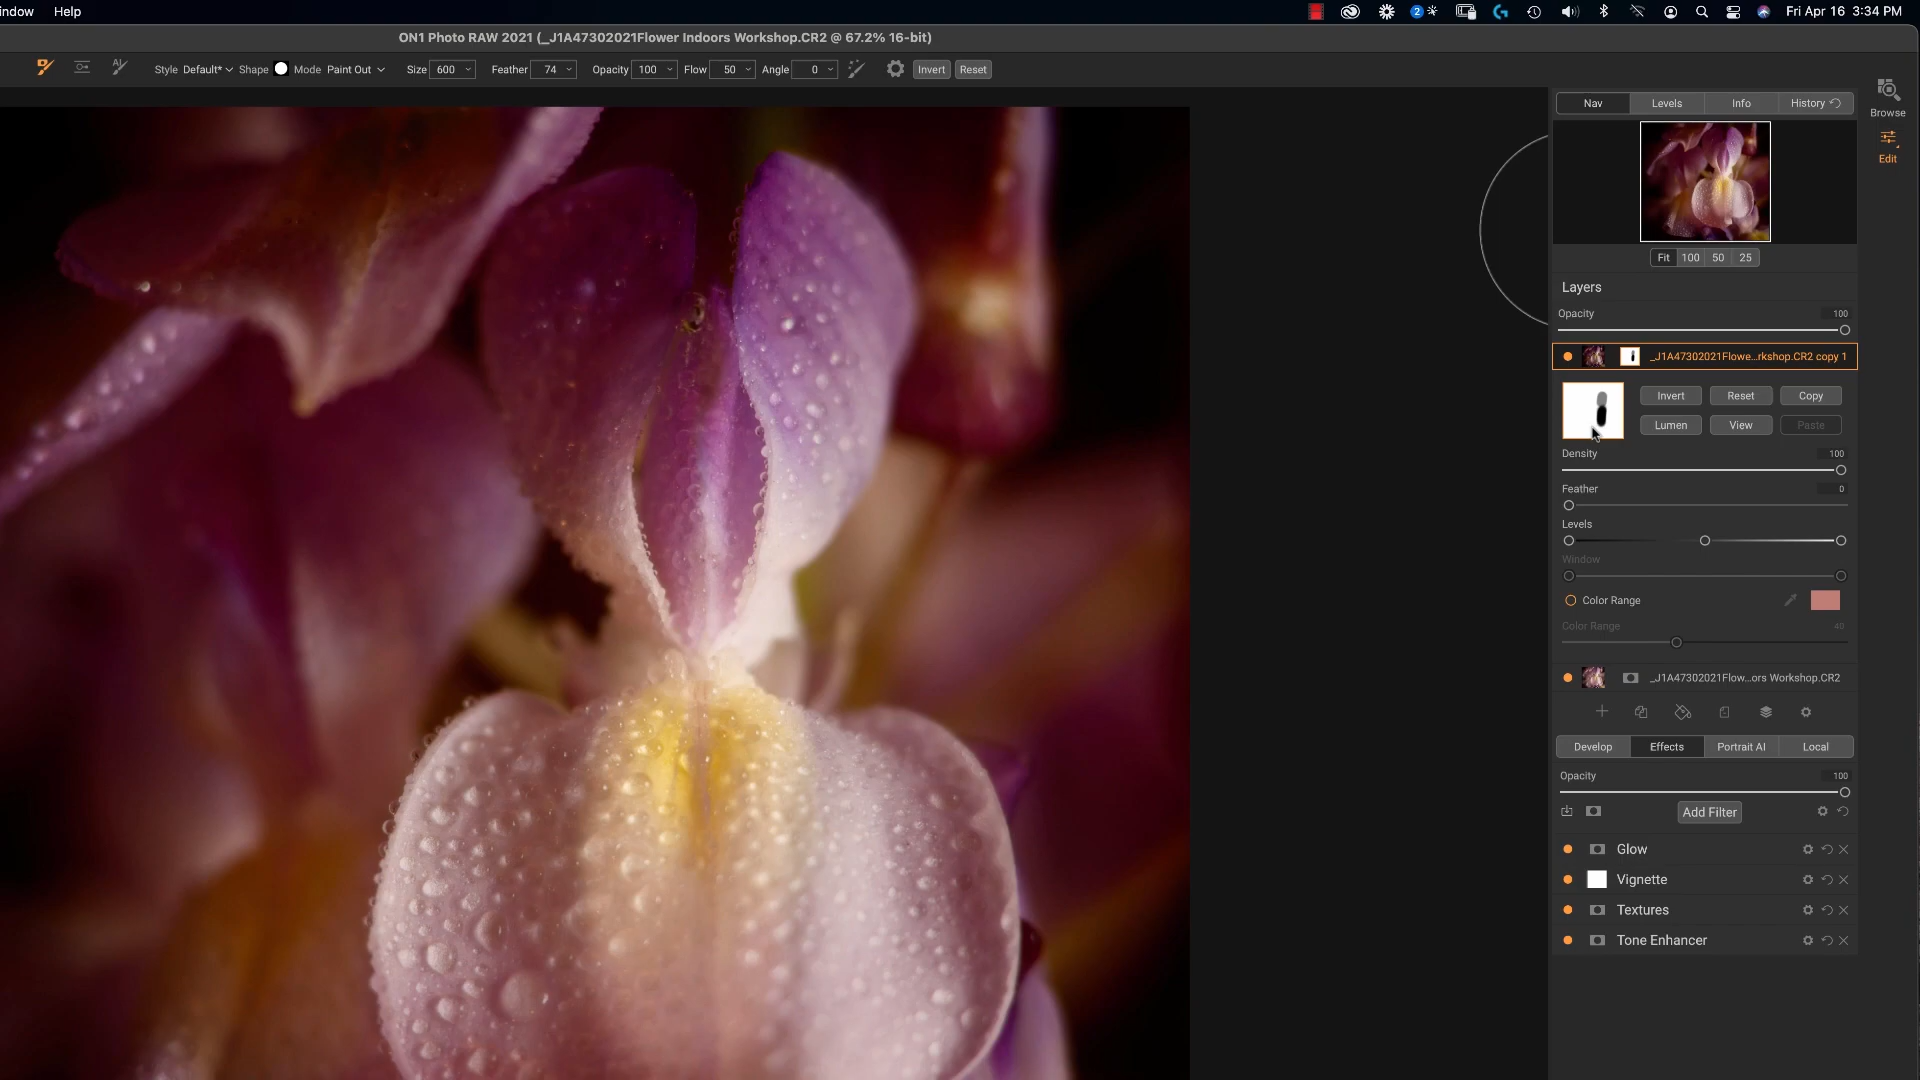 indow Help
2 Fri Apr 16 3:34 PM
ON1 Photo RAW 2021 (_J1A47302021Flower Indoors Workshop.CR2 @ 67.2% 16-bit)
AI Style Default* Shape Mode Paint Out Size 600 Feather 74 Opacity 100 Flow 50 Angle 0 Invert Reset
Nav Levels Info History
Browse
Edit
Fit 100 50 25
Layers
Opacity 100
_J1A47302021Flowe...rkshop.CR2 copy 1
Invert Reset Copy
Lumen View Paste
Density 100
Feather 0
Levels
Window
Color Range
Color Range 40
_J1A47302021Flow...ors Workshop.CR2
Develop Effects Portrait AI Local
Opacity 100
Add Filter
Glow
Vignette
Textures
Tone Enhancer